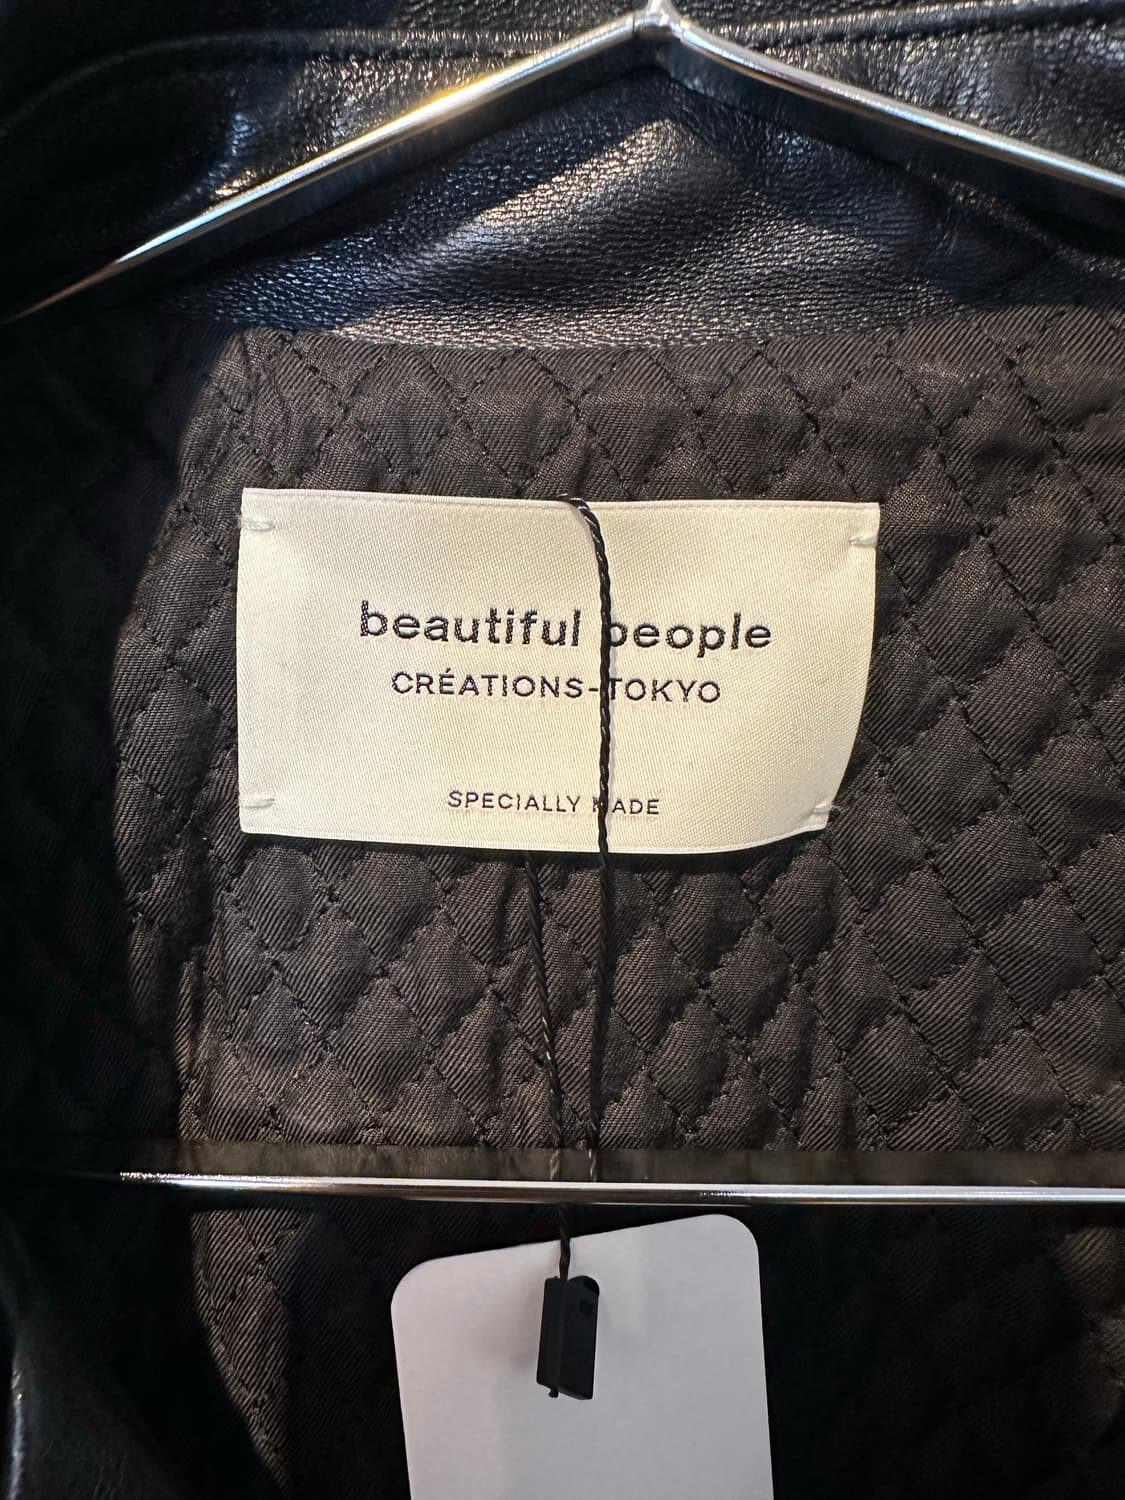 beautiful people
CRÉATIONS-TOKYO
SPECIALLY MADE